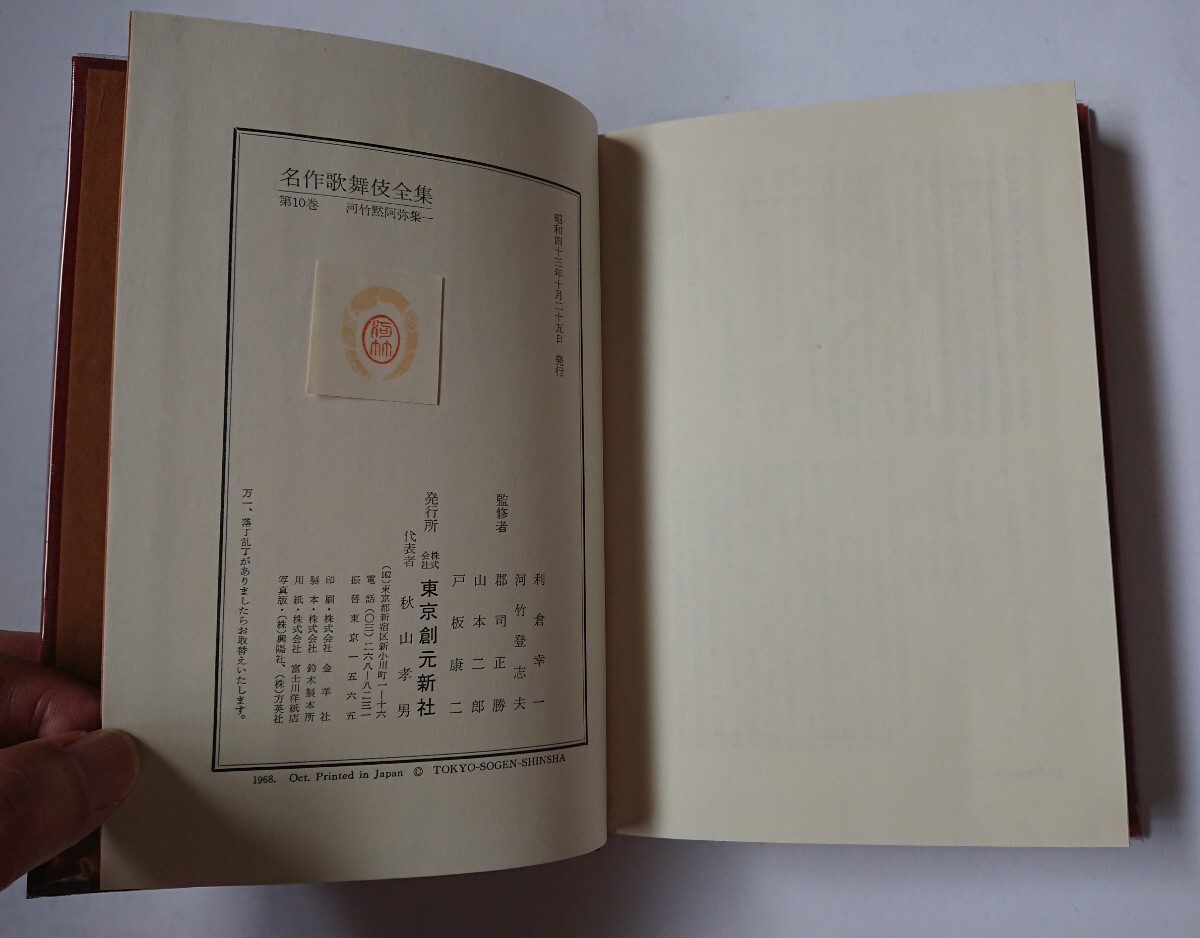 名作歌舞伎全集
第10巻 河竹黙阿弥集一
昭和四十三年十月二十五日 発行
河竹
監修者
利倉幸一
河竹登志夫
郡司正勝
山本二郎
戸板康二
発行所 株式会社 東京創元新社
代表者 秋山孝男
(162)東京都新宿区新小川町一―十六
電話(〇三)二六八―八二三一
振替東京一五六五
印刷・株式会社 金羊社
製本・株式会社 鈴木製本所
用紙・株式会社 富士川洋紙店
写真版・(株)興陽社、(株)方英社
万一、落丁乱丁がありましたらお取替えいたします。
1968. Oct. Printed in Japan © TOKYO-SOGEN-SHINSHA